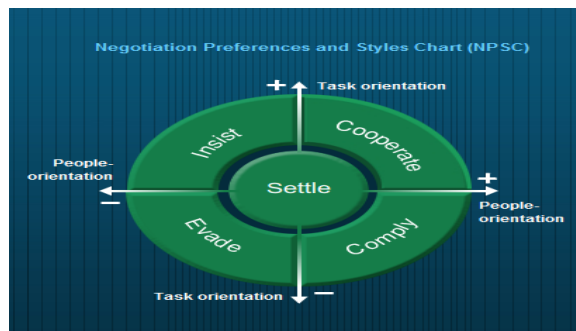 Negotiation Preferences and Styles Chart (NPSC)
+ Task orientation
Insist
Cooperate
People-
orientation
−
Settle
+
People-
orientation
Evade
Comply
Task orientation −